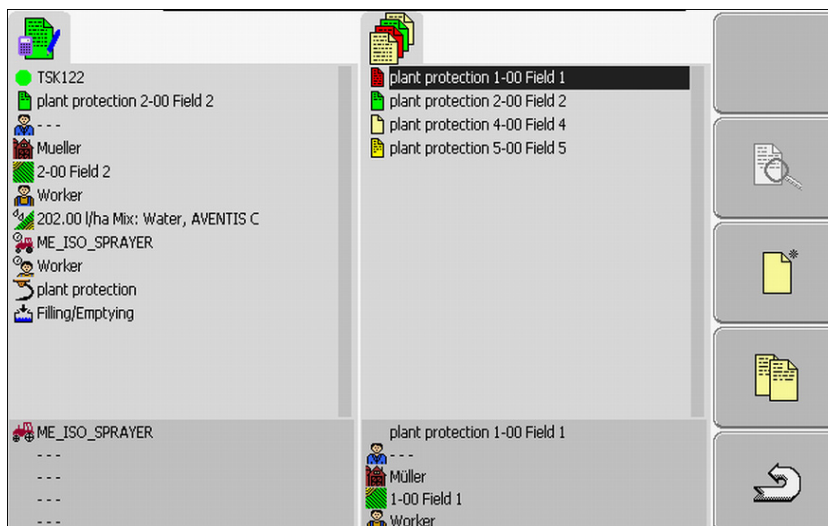 TSK122
plant protection 2-00 Field 2
---
Mueller
2-00 Field 2
Worker
202.00 l/ha Mix: Water, AVENTIS C
ME_ISO_SPRAYER
Worker
plant protection
Filling/Emptying
ME_ISO_SPRAYER
---
---
---
---
plant protection 1-00 Field 1
plant protection 2-00 Field 2
plant protection 4-00 Field 4
plant protection 5-00 Field 5
plant protection 1-00 Field 1
---
Müller
1-00 Field 1
Worker